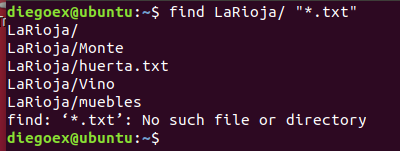 diegoex@ubuntu:~$ find LaRioja/ "*.txt"
LaRioja/
LaRioja/Monte
LaRioja/huerta.txt
LaRioja/Vino
LaRioja/muebles
find: ‘*.txt’: No such file or directory
diegoex@ubuntu:~$